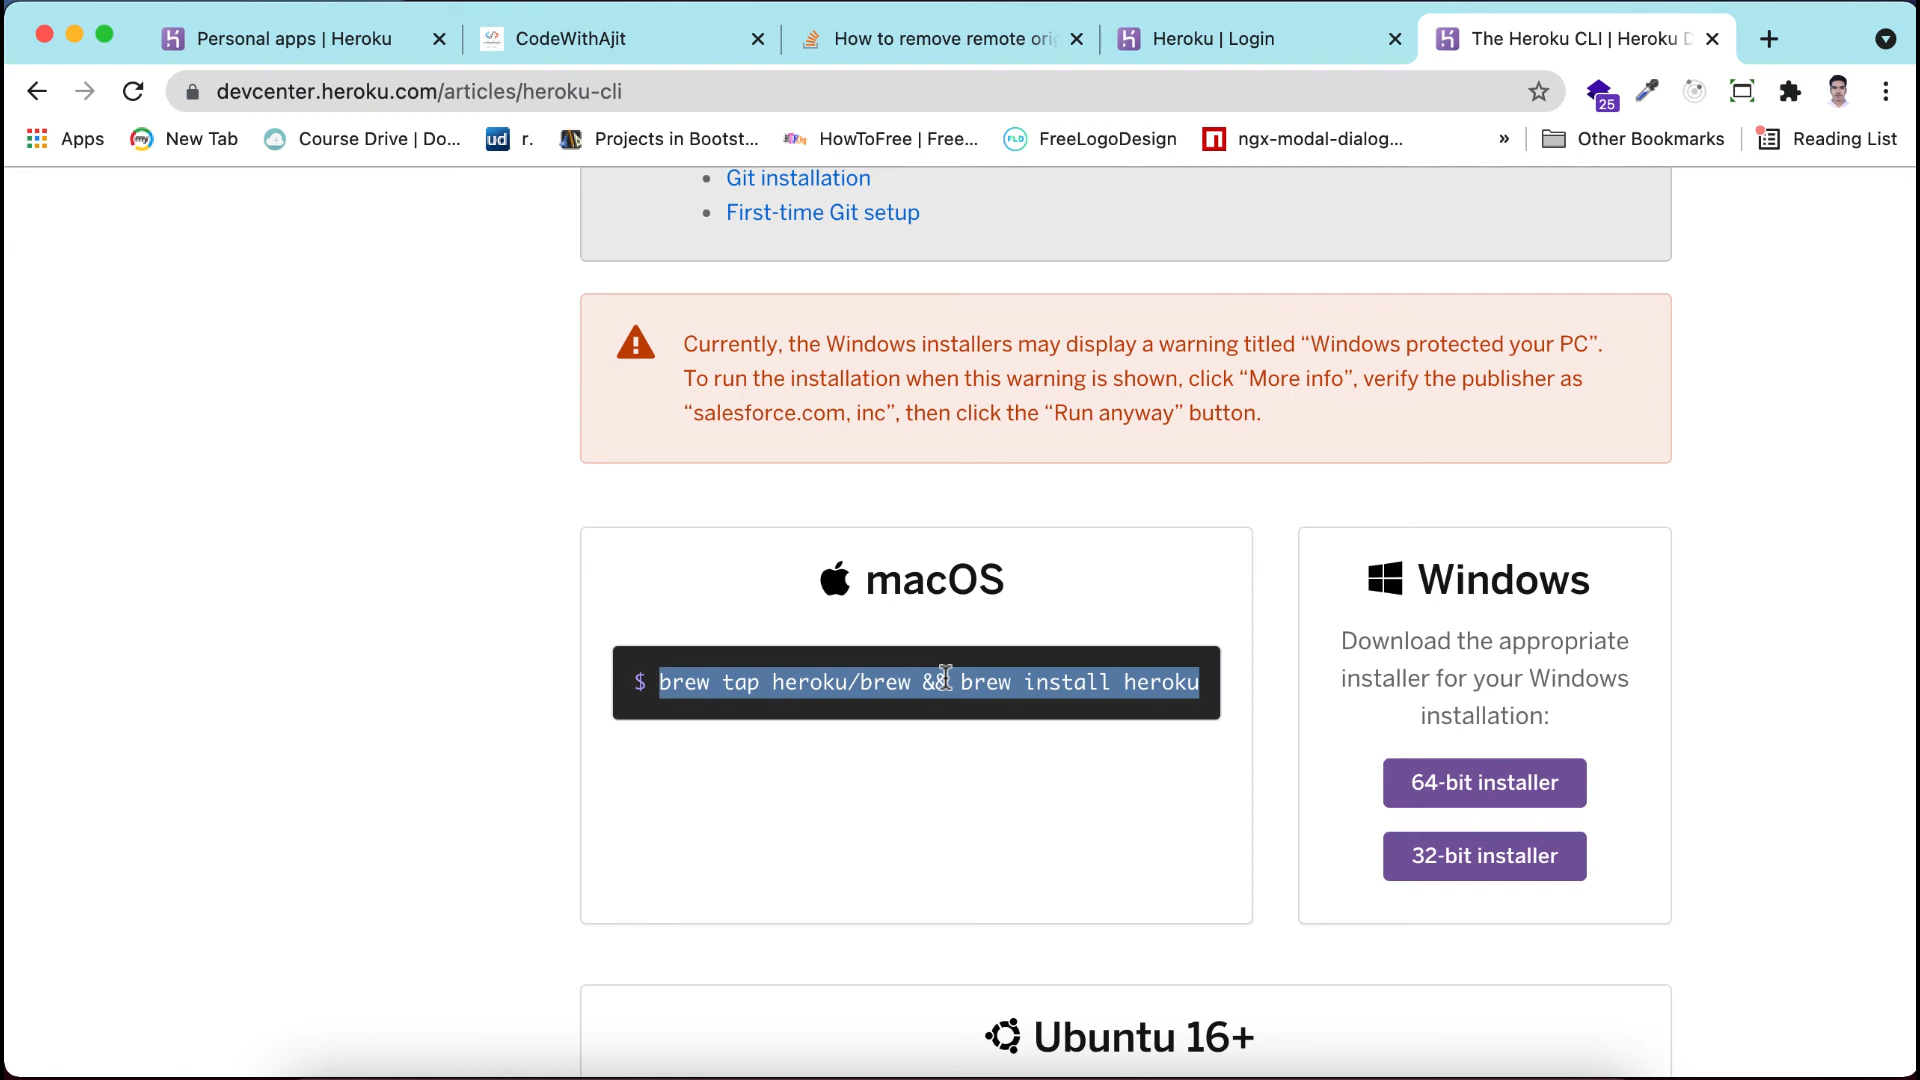 Personal apps | Heroku
CodeWithAjit
How to remove remote ori
Heroku | Login
The Heroku CLI | Heroku D
devcenter.heroku.com/articles/heroku-cli
25
Apps
New Tab
Course Drive | Do...
ud r.
Projects in Bootst...
HowToFree | Free...
FLD FreeLogoDesign
ngx-modal-dialog...
»
Other Bookmarks
Reading List
• Git installation
• First-time Git setup
Currently, the Windows installers may display a warning titled “Windows protected your PC”.
To run the installation when this warning is shown, click “More info”, verify the publisher as
“salesforce.com, inc”, then click the “Run anyway” button.
macOS
$ brew tap heroku/brew && brew install heroku
Windows
Download the appropriate
installer for your Windows
installation:
64-bit installer
32-bit installer
Ubuntu 16+